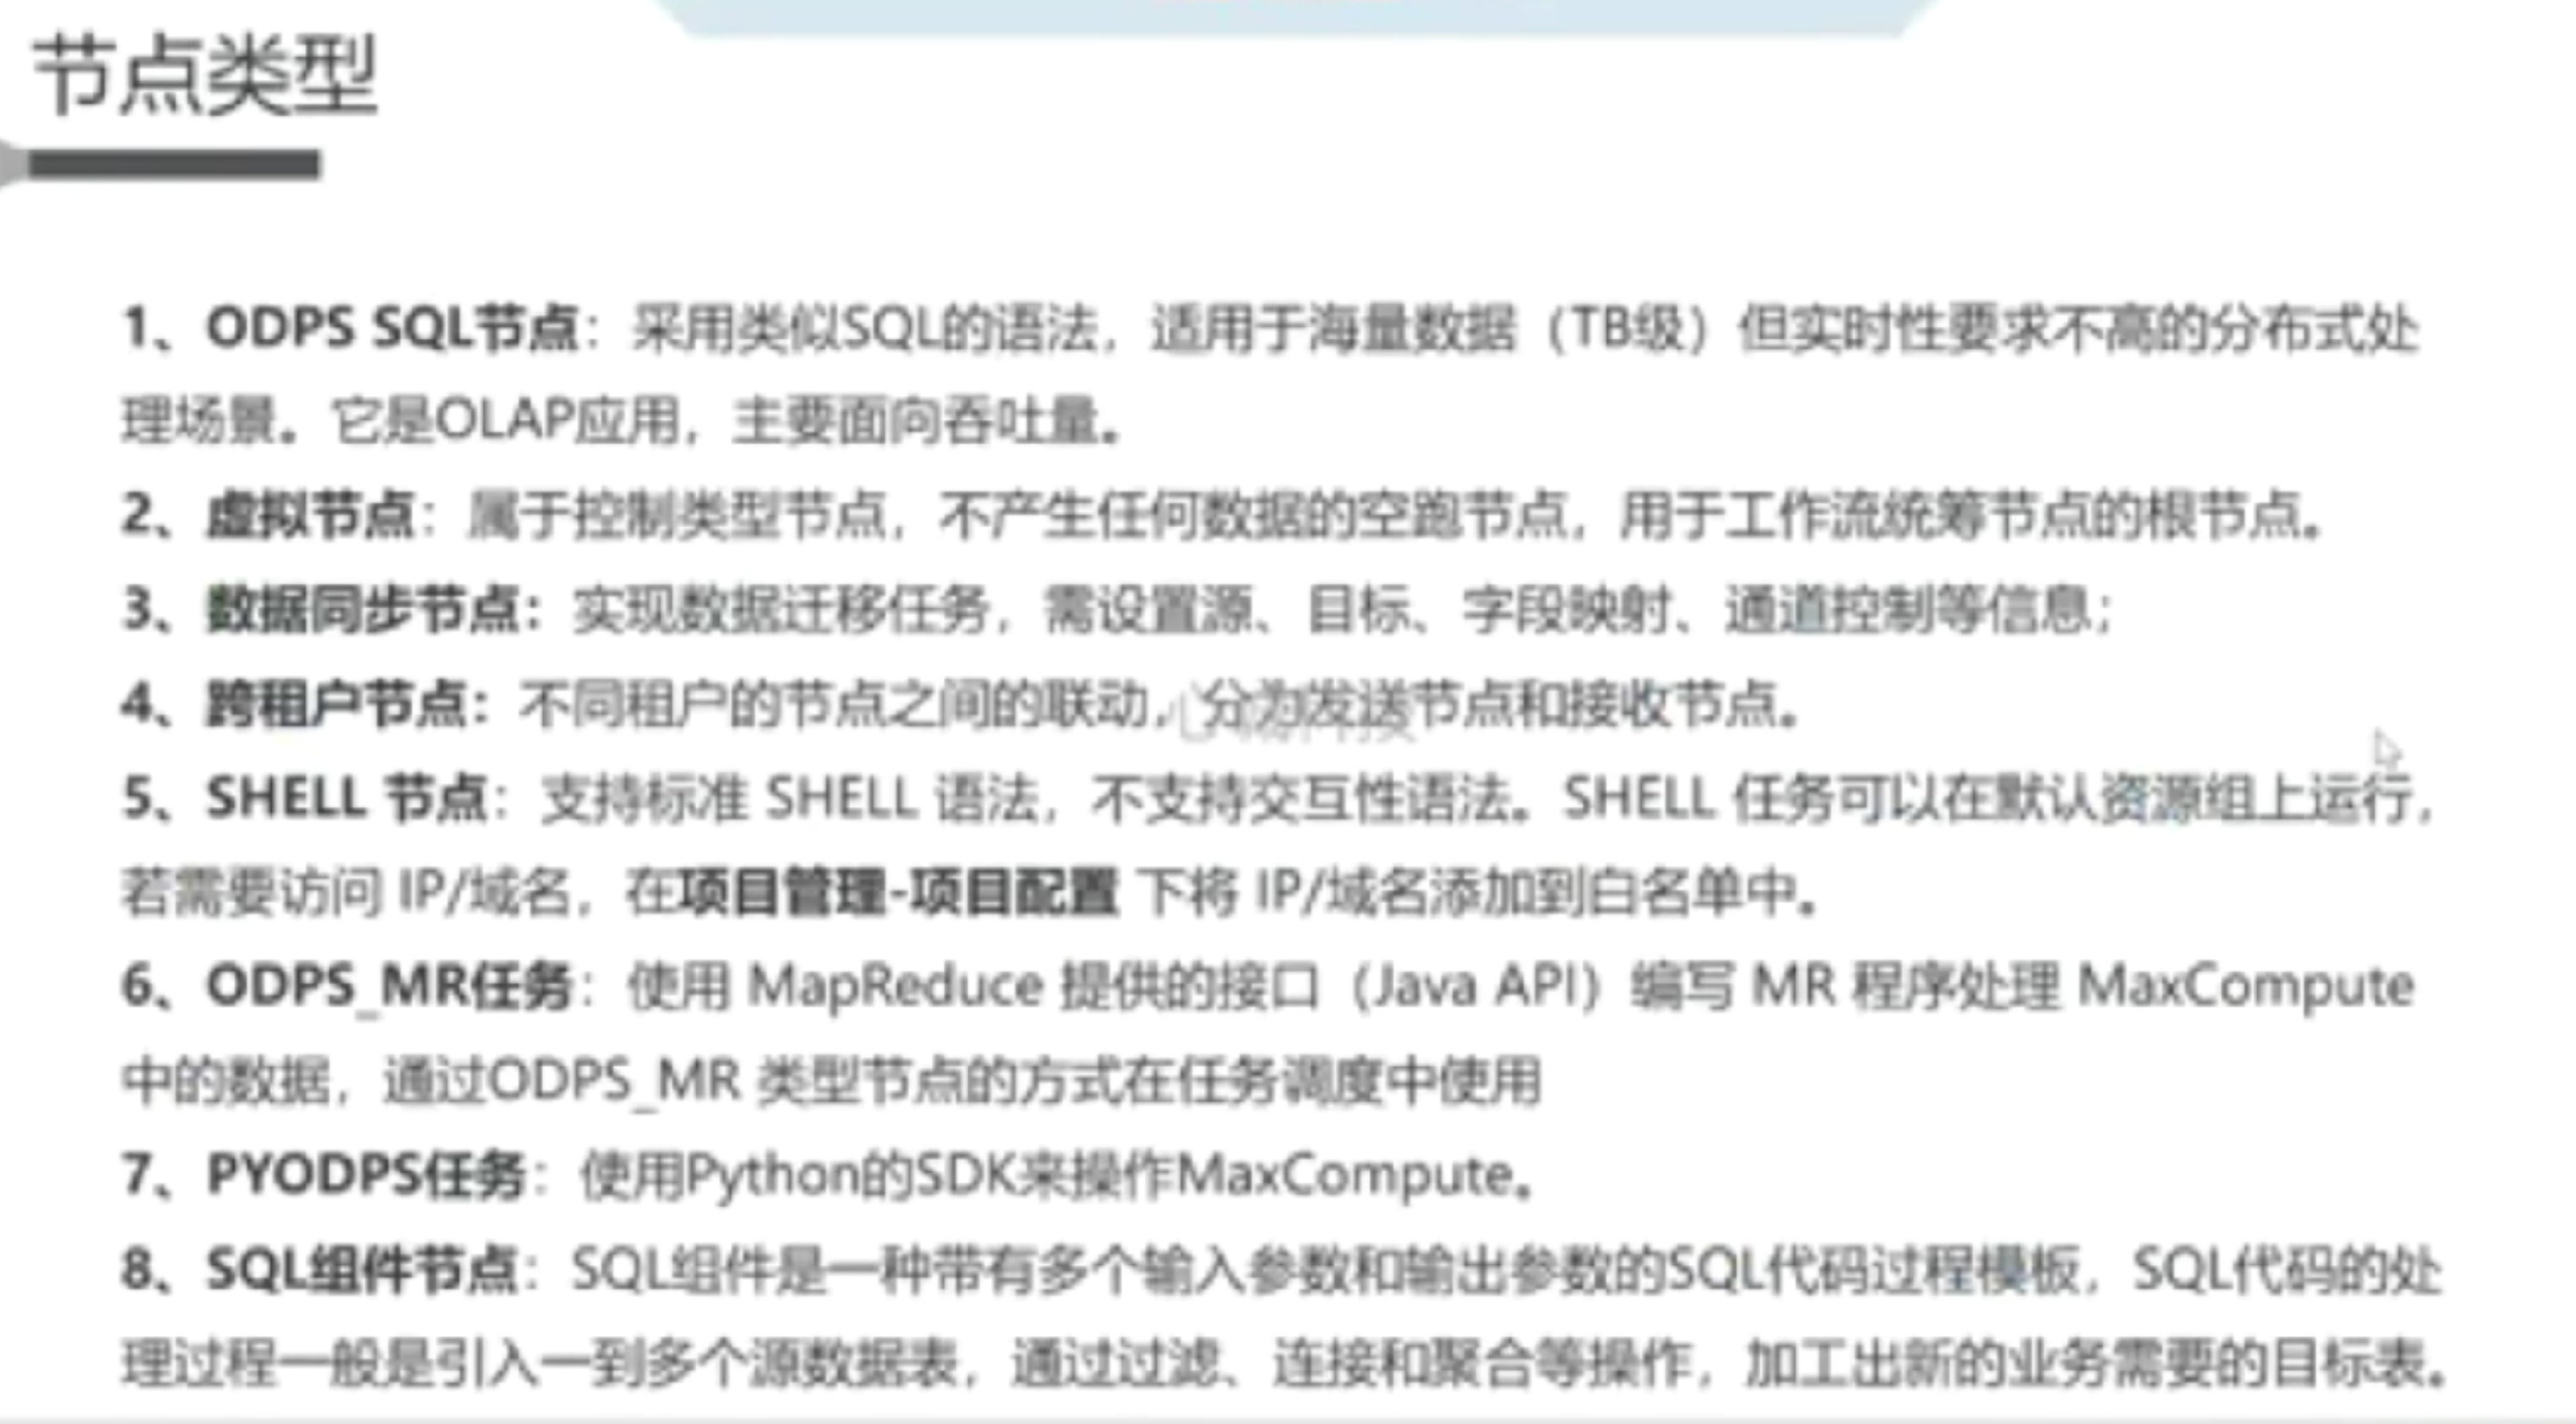 节点类型
1、ODPS SQL节点：采用类似SQL的语法，适用于海量数据（TB级）但实时性要求不高的分布式处
理场景。它是OLAP应用，主要面向吞吐量。
2、虚拟节点：属于控制类型节点，不产生任何数据的空跑节点，用于工作流统筹节点的根节点。
3、数据同步节点：实现数据迁移任务，需设置源、目标、字段映射、通道控制等信息；
4、跨租户节点：不同租户的节点之间的联动，分为发送节点和接收节点。
5、SHELL 节点：支持标准 SHELL 语法，不支持交互性语法。SHELL 任务可以在默认资源组上运行，
若需要访问 IP/域名，在项目管理-项目配置 下将 IP/域名添加到白名单中。
6、ODPS_MR任务：使用 MapReduce 提供的接口（Java API）编写 MR 程序处理 MaxCompute
中的数据，通过ODPS_MR 类型节点的方式在任务调度中使用
7、PYODPS任务：使用Python的SDK来操作MaxCompute。
8、SQL组件节点：SQL组件是一种带有多个输入参数和输出参数的SQL代码过程模板，SQL代码的处
理过程一般是引入一到多个源数据表，通过过滤、连接和聚合等操作，加工出新的业务需要的目标表。